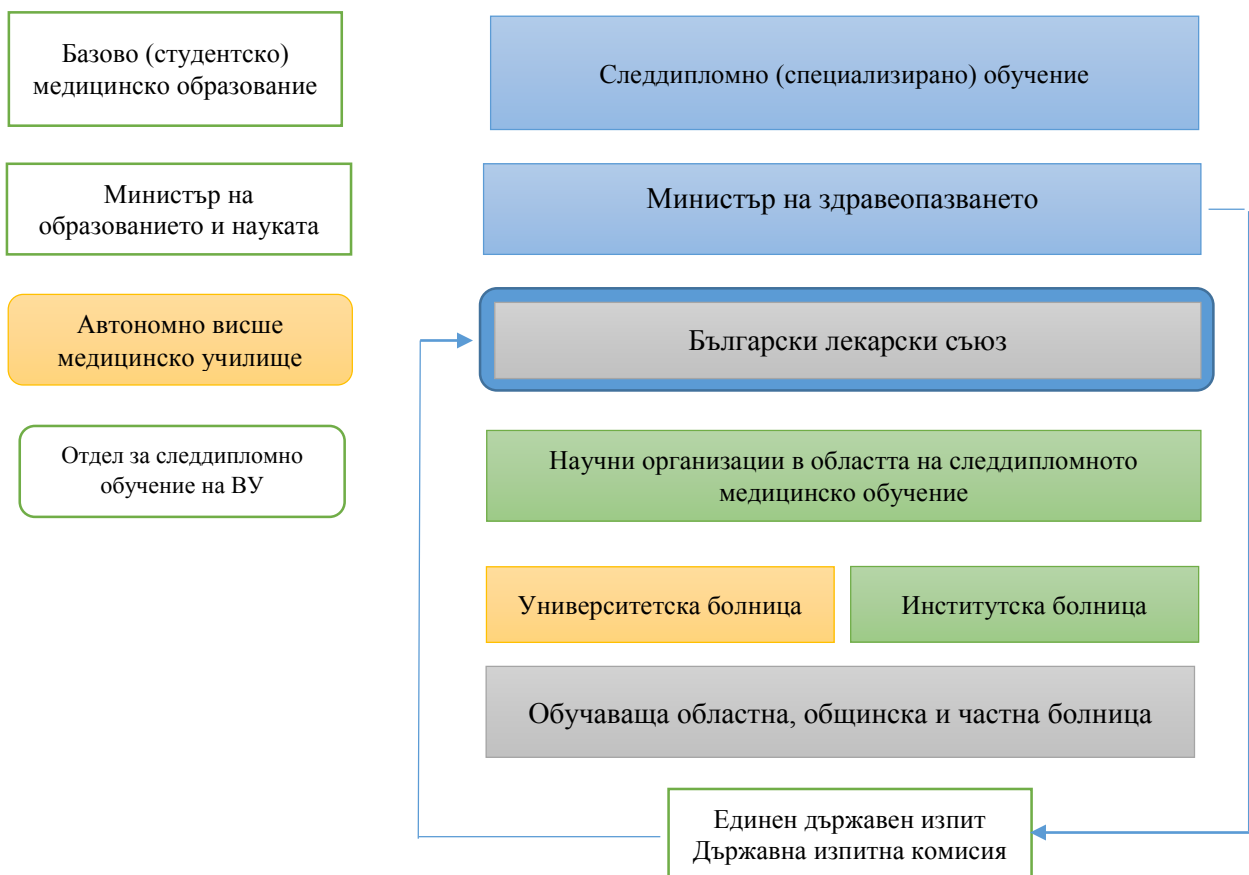 Базово (студентско)
медицинско образование
Следдипломно (специализирано) обучение
Министър на
образованието и науката
Министър на здравеопазването
Автономно висше
медицинско училище
Български лекарски съюз
Отдел за следдипломно
обучение на ВУ
Научни организации в областта на следдипломното
медицинско обучение
Университетска болница
Институтска болница
Обучаваща областна, общинска и частна болница
Единен държавен изпит
Държавна изпитна комисия